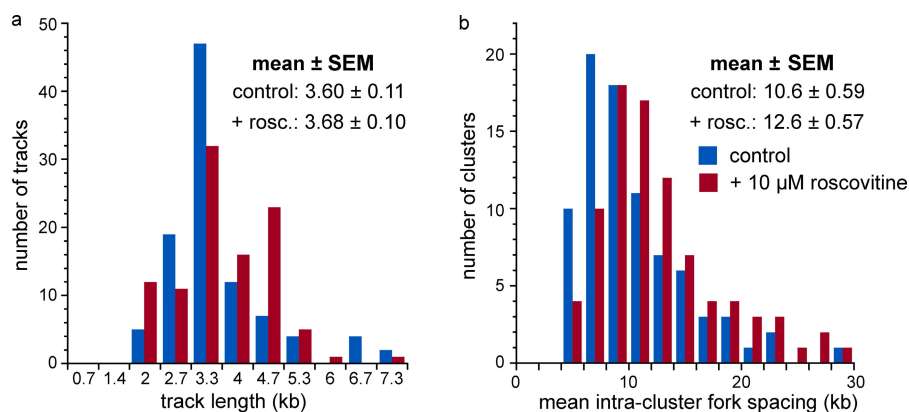 a
50
40
30
20
10
0
number of tracks
mean ± SEM
control: 3.60 ± 0.11
+ rosc.: 3.68 ± 0.10
0.7 1.4 2 2.7 3.3 4 4.7 5.3 6 6.7 7.3
track length (kb)
b
20
15
10
5
0
number of clusters
mean ± SEM
control: 10.6 ± 0.59
+ rosc.: 12.6 ± 0.57
control
+ 10 µM roscovitine
0 10 20 30
mean intra-cluster fork spacing (kb)